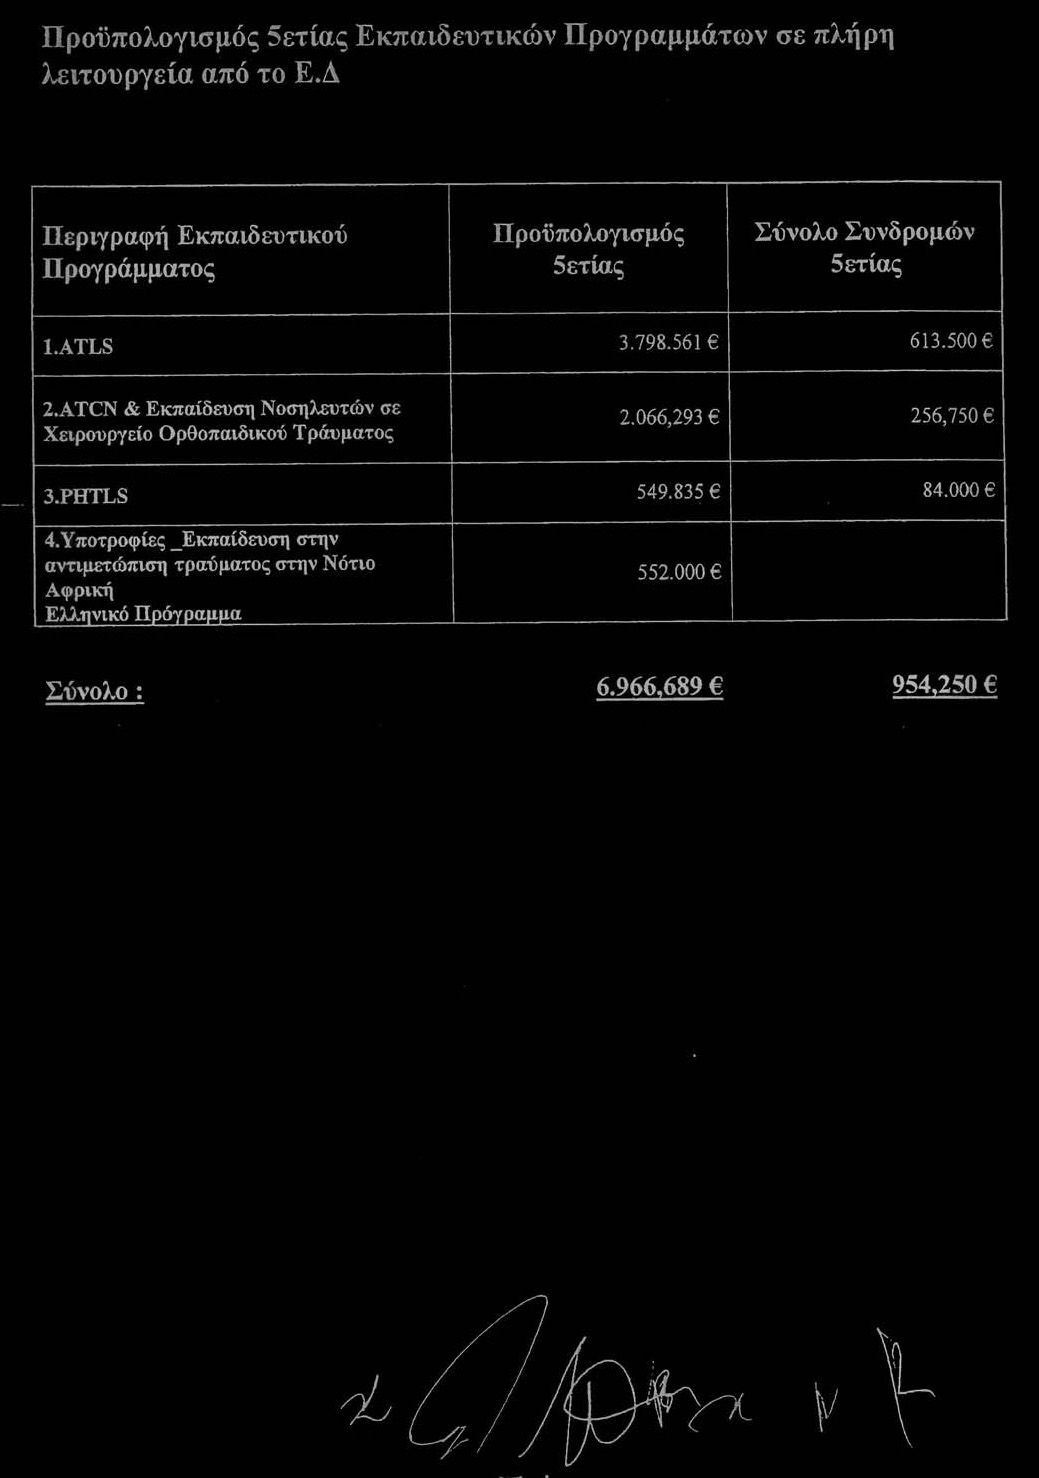 Προϋπολογισμός 5ετίας Εκπαιδευτικών Προγραμμάτων σε πλήρη
λειτουργεία από το Ε.Δ
Περιγραφή Εκπαιδευτικού
Προγράμματος
Προϋπολογισμός
5ετίας
Σύνολο Συνδρομών
5ετίας
1.ATLS
3.798.561 €
613.500 €
2.ATCN & Εκπαίδευση Νοσηλευτών σε
Χειρουργείο Ορθοπαιδικού Τράυματος
2.066,293 €
256,750 €
3.PHTLS
549.835 €
84.000 €
4.Υποτροφίες _Εκπαίδευση στην
αντιμετώπιση τραύματος στην Νότιο
Αφρική
Ελληνικό Πρόγραμμα
552.000 €
Σύνολο :
6.966,689 €
954,250 €